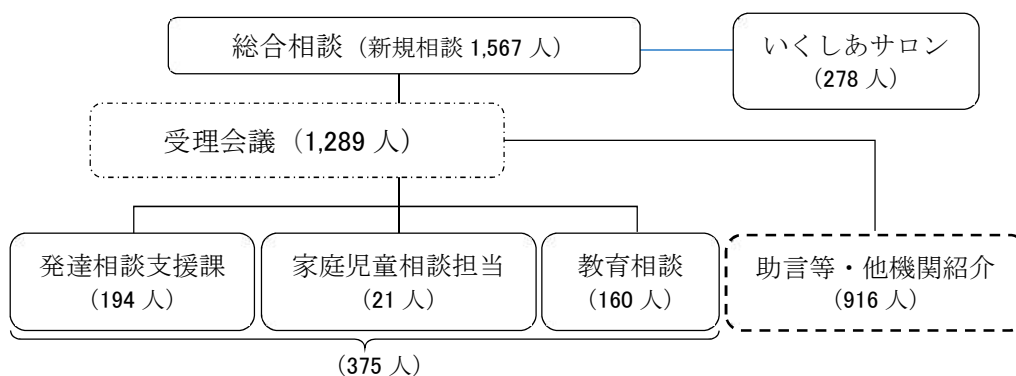 総合相談（新規相談 1,567 人）
いくしあサロン
（278 人）
受理会議（1,289 人）
発達相談支援課
（194 人）
家庭児童相談担当
（21 人）
教育相談
（160 人）
助言等・他機関紹介
（916 人）
（375 人）